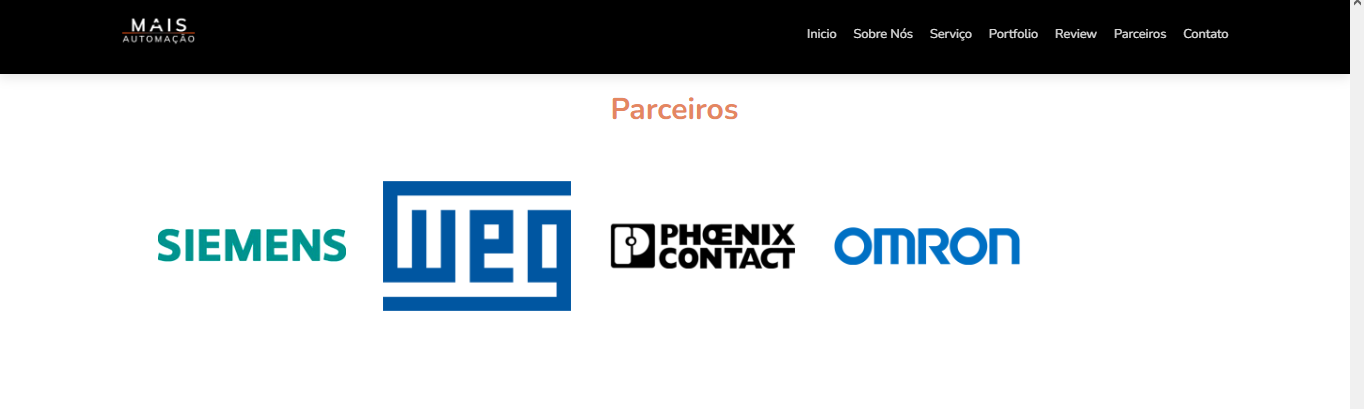 MAIS
AUTOMAÇÃO
Inicio Sobre Nós Serviço Portfolio Review Parceiros Contato
Parceiros
SIEMENS
weg
PHŒNIX
CONTACT
OMRON